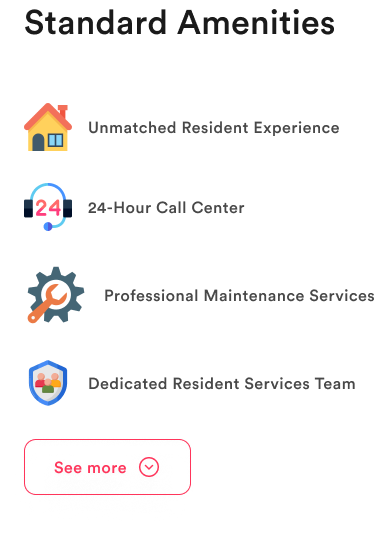 Standard Amenities
Unmatched Resident Experience
24
24-Hour Call Center
Professional Maintenance Services
Dedicated Resident Services Team
See more